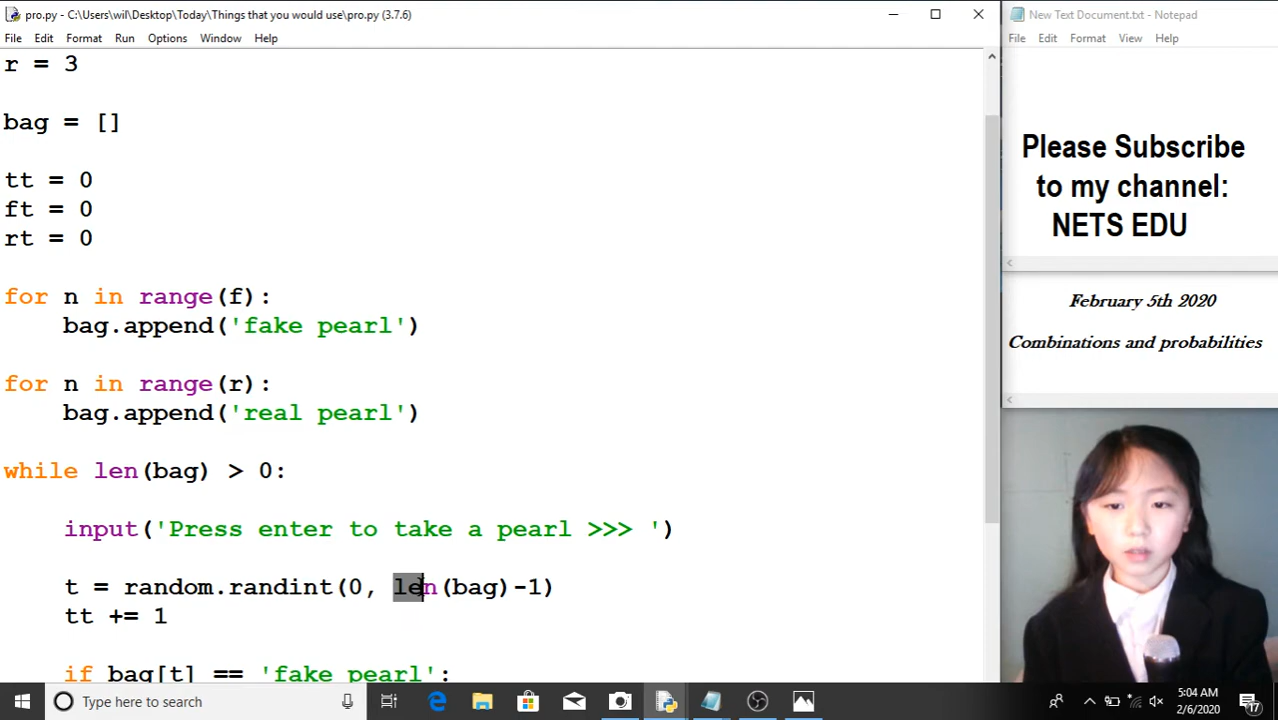 pro.py - C:\Users\wil\Desktop\Today\Things that you would use\pro.py (3.7.6)
File Edit Format Run Options Window Help
r = 3
bag = []
tt = 0
ft = 0
rt = 0
for n in range(f):
    bag.append('fake pearl')
for n in range(r):
    bag.append('real pearl')
while len(bag) > 0:
    input('Press enter to take a pearl >>> ')
    t = random.randint(0, len(bag)-1)
    tt += 1
    if bag[t] == 'fake pearl':
New Text Document.txt - Notepad
File Edit Format View Help
Please Subscribe
to my channel:
NETS EDU
February 5th 2020
Combinations and probabilities
Type here to search
5:04 AM
2/6/2020
17